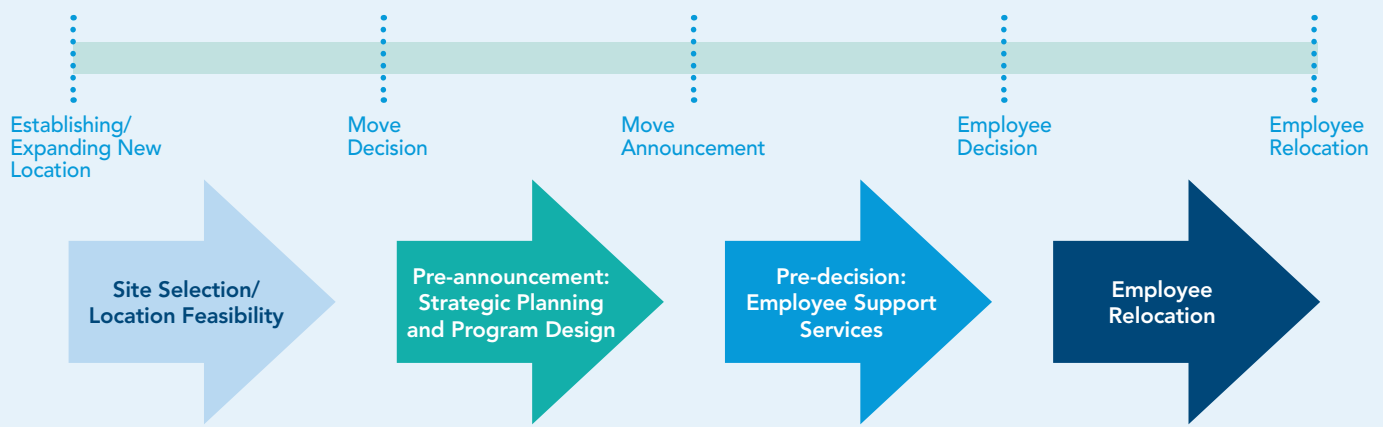 Establishing/
Expanding New
Location
Move
Decision
Move
Announcement
Employee
Decision
Employee
Relocation
Site Selection/
Location Feasibility
Pre-announcement:
Strategic Planning
and Program Design
Pre-decision:
Employee Support
Services
Employee
Relocation